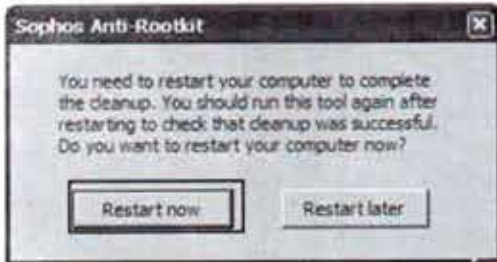 Sophos Anti-Rootkit
You need to restart your computer to complete
the cleanup. You should run this tool again after
restarting to check that cleanup was successful.
Do you want to restart your computer now?
Restart now
Restart later